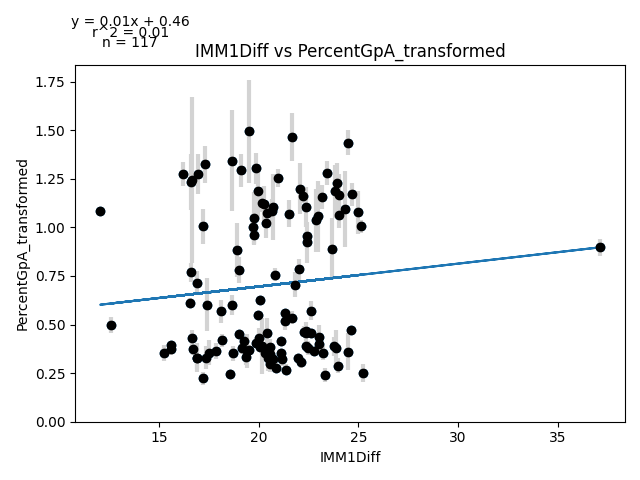 y = 0.01x + 0.46
r^2 = 0.01
n = 117
IMM1Diff vs PercentGpA_transformed
PercentGpA_transformed
1.75
1.50
1.25
1.00
0.75
0.50
0.25
0.00
15 20 25 30 35
IMM1Diff